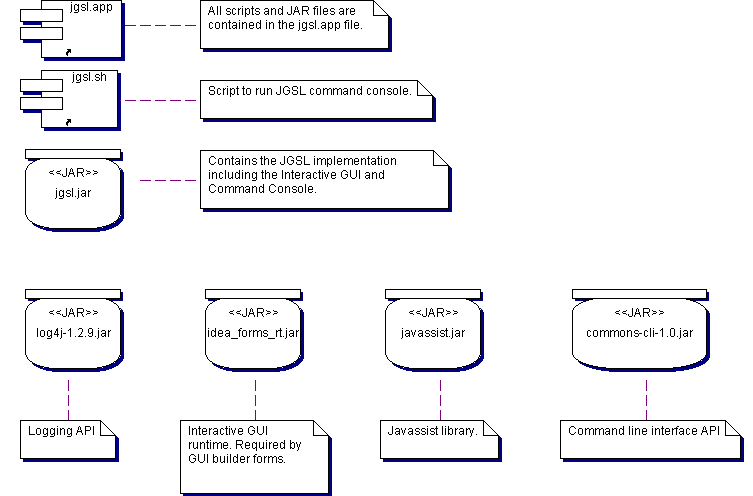 jgsl.app
All scripts and JAR files are
contained in the jgsl.app file.
jgsl.sh
Script to run JGSL command console.
<<JAR>>
jgsl.jar
Contains the JGSL implementation
including the Interactive GUI and
Command Console.
<<JAR>>
log4j-1.2.9.jar
<<JAR>>
idea_forms_rt.jar
<<JAR>>
javassist.jar
<<JAR>>
commons-cli-1.0.jar
Logging API
Interactive GUI
runtime. Required by
GUI builder forms.
Javassist library.
Command line interface API